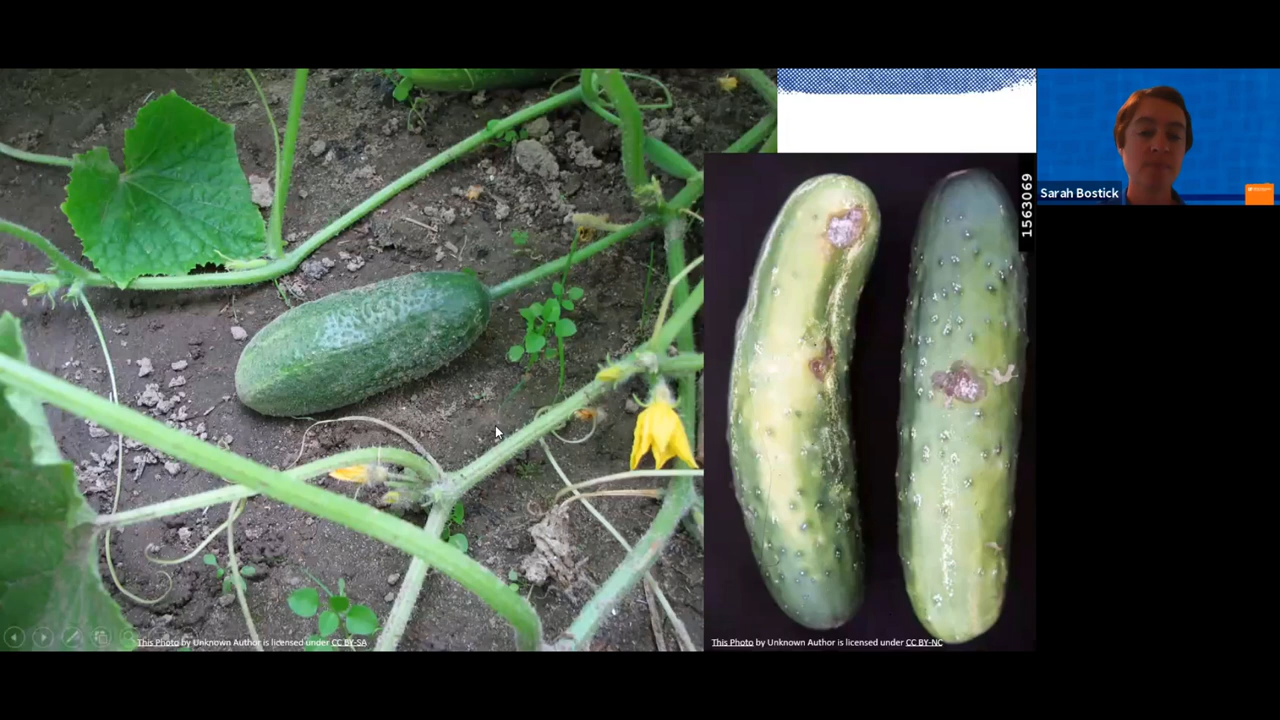 1563069
Sarah Bostick
This Photo by Unknown Author is licensed under CC BY-SA
This Photo by Unknown Author is licensed under CC BY-NC